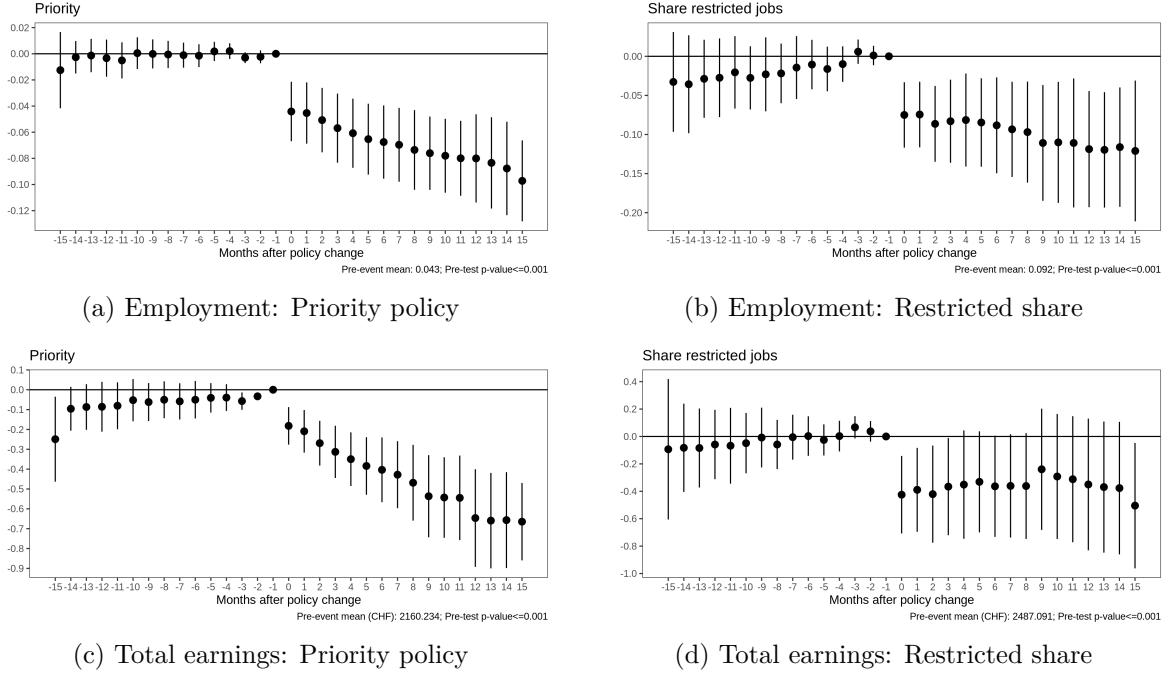 Priority
0.02
0.00
-0.02
-0.04
-0.06
-0.08
-0.10
-0.12
-15 -14 -13 -12 -11 -10 -9 -8 -7 -6 -5 -4 -3 -2 -1 0 1 2 3 4 5 6 7 8 9 10 11 12 13 14 15
Months after policy change
Pre-event mean: 0.043; Pre-test p-value<=0.001
(a) Employment: Priority policy
Share restricted jobs
0.00
-0.05
-0.10
-0.15
-0.20
-15 -14 -13 -12 -11 -10 -9 -8 -7 -6 -5 -4 -3 -2 -1 0 1 2 3 4 5 6 7 8 9 10 11 12 13 14 15
Months after policy change
Pre-event mean: 0.092; Pre-test p-value<=0.001
(b) Employment: Restricted share
Priority
0.1
0.0
-0.1
-0.2
-0.3
-0.4
-0.5
-0.6
-0.7
-0.8
-0.9
-15 -14 -13 -12 -11 -10 -9 -8 -7 -6 -5 -4 -3 -2 -1 0 1 2 3 4 5 6 7 8 9 10 11 12 13 14 15
Months after policy change
Pre-event mean (CHF): 2160.234; Pre-test p-value<=0.001
(c) Total earnings: Priority policy
Share restricted jobs
0.4
0.2
0.0
-0.2
-0.4
-0.6
-0.8
-1.0
-15 -14 -13 -12 -11 -10 -9 -8 -7 -6 -5 -4 -3 -2 -1 0 1 2 3 4 5 6 7 8 9 10 11 12 13 14 15
Months after policy change
Pre-event mean (CHF): 2487.091; Pre-test p-value<=0.001
(d) Total earnings: Restricted share